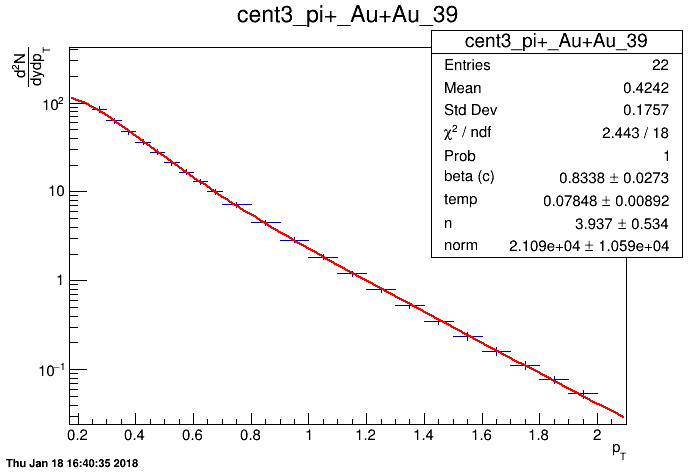 cent3_pi+_Au+Au_39
d²N
dydp_T
cent3_pi+_Au+Au_39
Entries 22
Mean 0.4242
Std Dev 0.1757
χ² / ndf 2.443 / 18
Prob 1
beta (c) 0.8338 ± 0.0273
temp 0.07848 ± 0.00892
n 3.937 ± 0.534
norm 2.109e+04 ± 1.059e+04
10²
10
1
10⁻¹
0.2 0.4 0.6 0.8 1 1.2 1.4 1.6 1.8 2
p_T
Thu Jan 18 16:40:35 2018